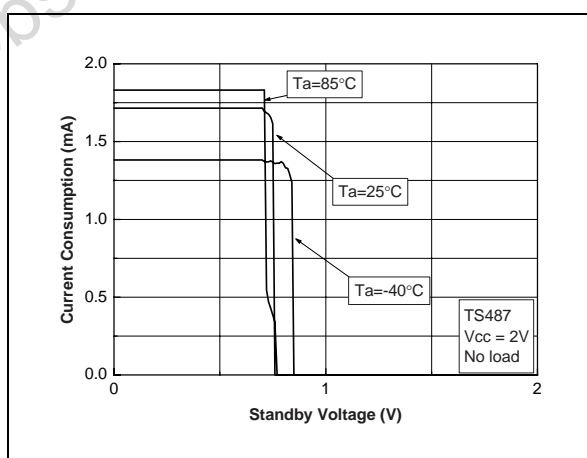 2.0
Ta=85°C
1.5
Ta=25°C
1.0
Ta=-40°C
0.5
TS487
Vcc = 2V
No load
0.0
0
1
2
Current Consumption (mA)
Standby Voltage (V)